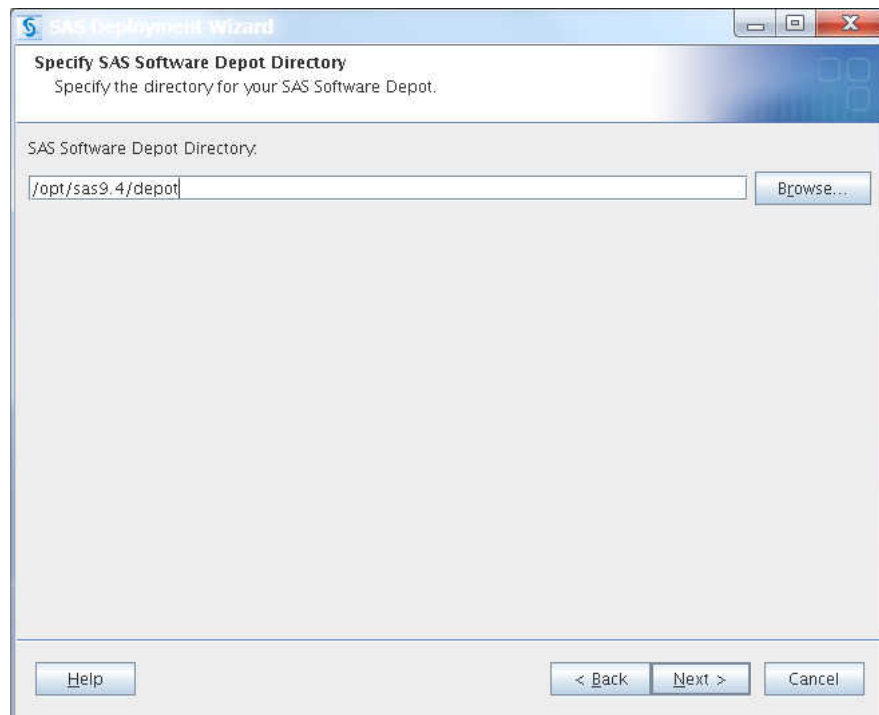 SAS Deployment Wizard
Specify SAS Software Depot Directory
Specify the directory for your SAS Software Depot.
SAS Software Depot Directory:
/opt/sas9.4/depot
Browse...
Help
< Back
Next >
Cancel